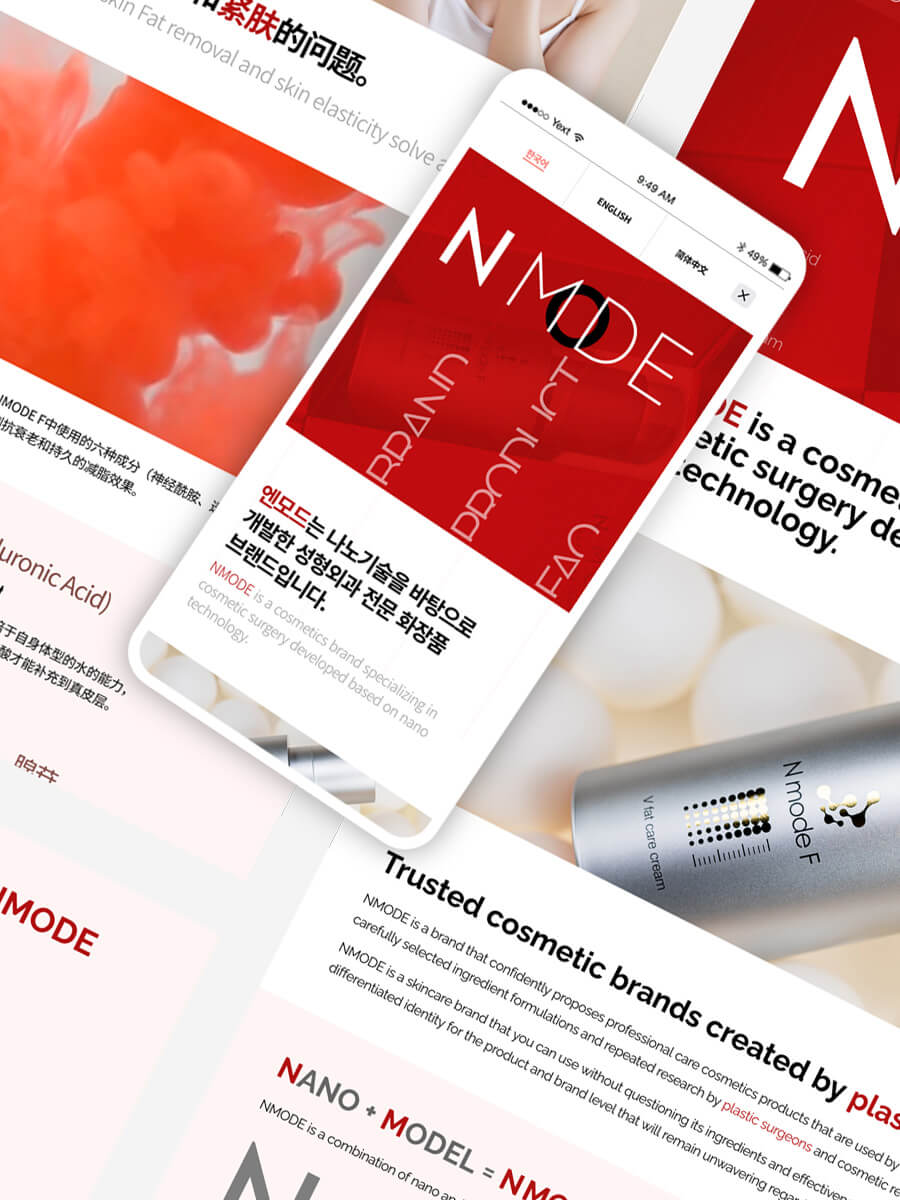 紧肤的问题。
skin Fat removal and skin elasticity solve
MODE F中使用的六种成分（神经酰胺、
抗衰老和持久的减脂效果。
uronic Acid)
于自身体型的水的能力，
酸才能补充到真皮层。
NMODE
Yext
9:49 AM
49%
한국어
ENGLISH
简体中文
N MODE
BRAND
PRODUCT
FAQ
엔모드는 나노기술을 바탕으로
개발한 성형외과 전문 화장품
브랜드입니다.
NMODE is a cosmetics brand specializing in
cosmetic surgery developed based on nano
technology.
N
DE is a cosme
etic surgery de
technology.
N mode F
V fat care cream
Trusted cosmetic brands created by plas
NMODE is a brand that confidently proposes professional care cosmetics products that are used by
carefully selected ingredient formulations and repeated research by plastic surgeons and cosmetic re
NMODE is a skincare brand that you can use without questioning its ingredients and effectiven
differentiated identity for the product and brand level that will remain unwavering regar
NANO + MODEL = NMO
NMODE is a combination of nano an
N